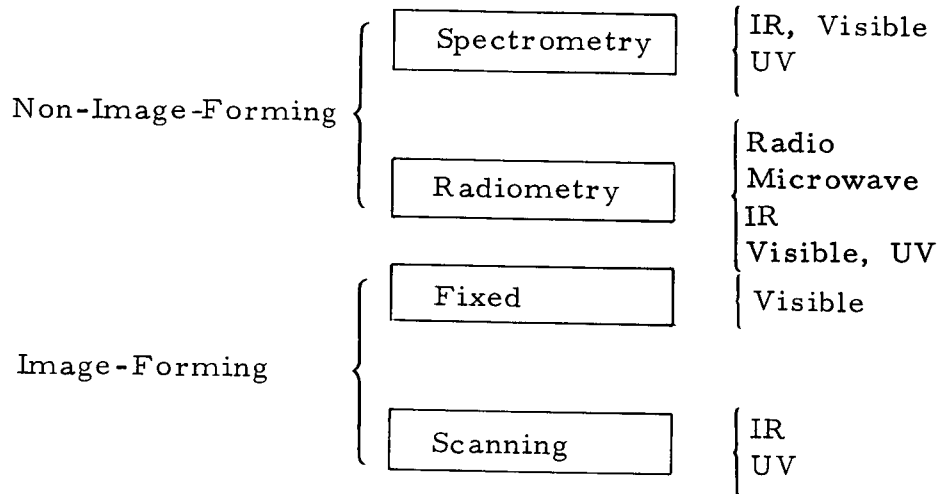 Non-Image-Forming
Spectrometry
IR, Visible
UV
Radiometry
Radio
Microwave
IR
Visible, UV
Image-Forming
Fixed
Visible
Scanning
IR
UV